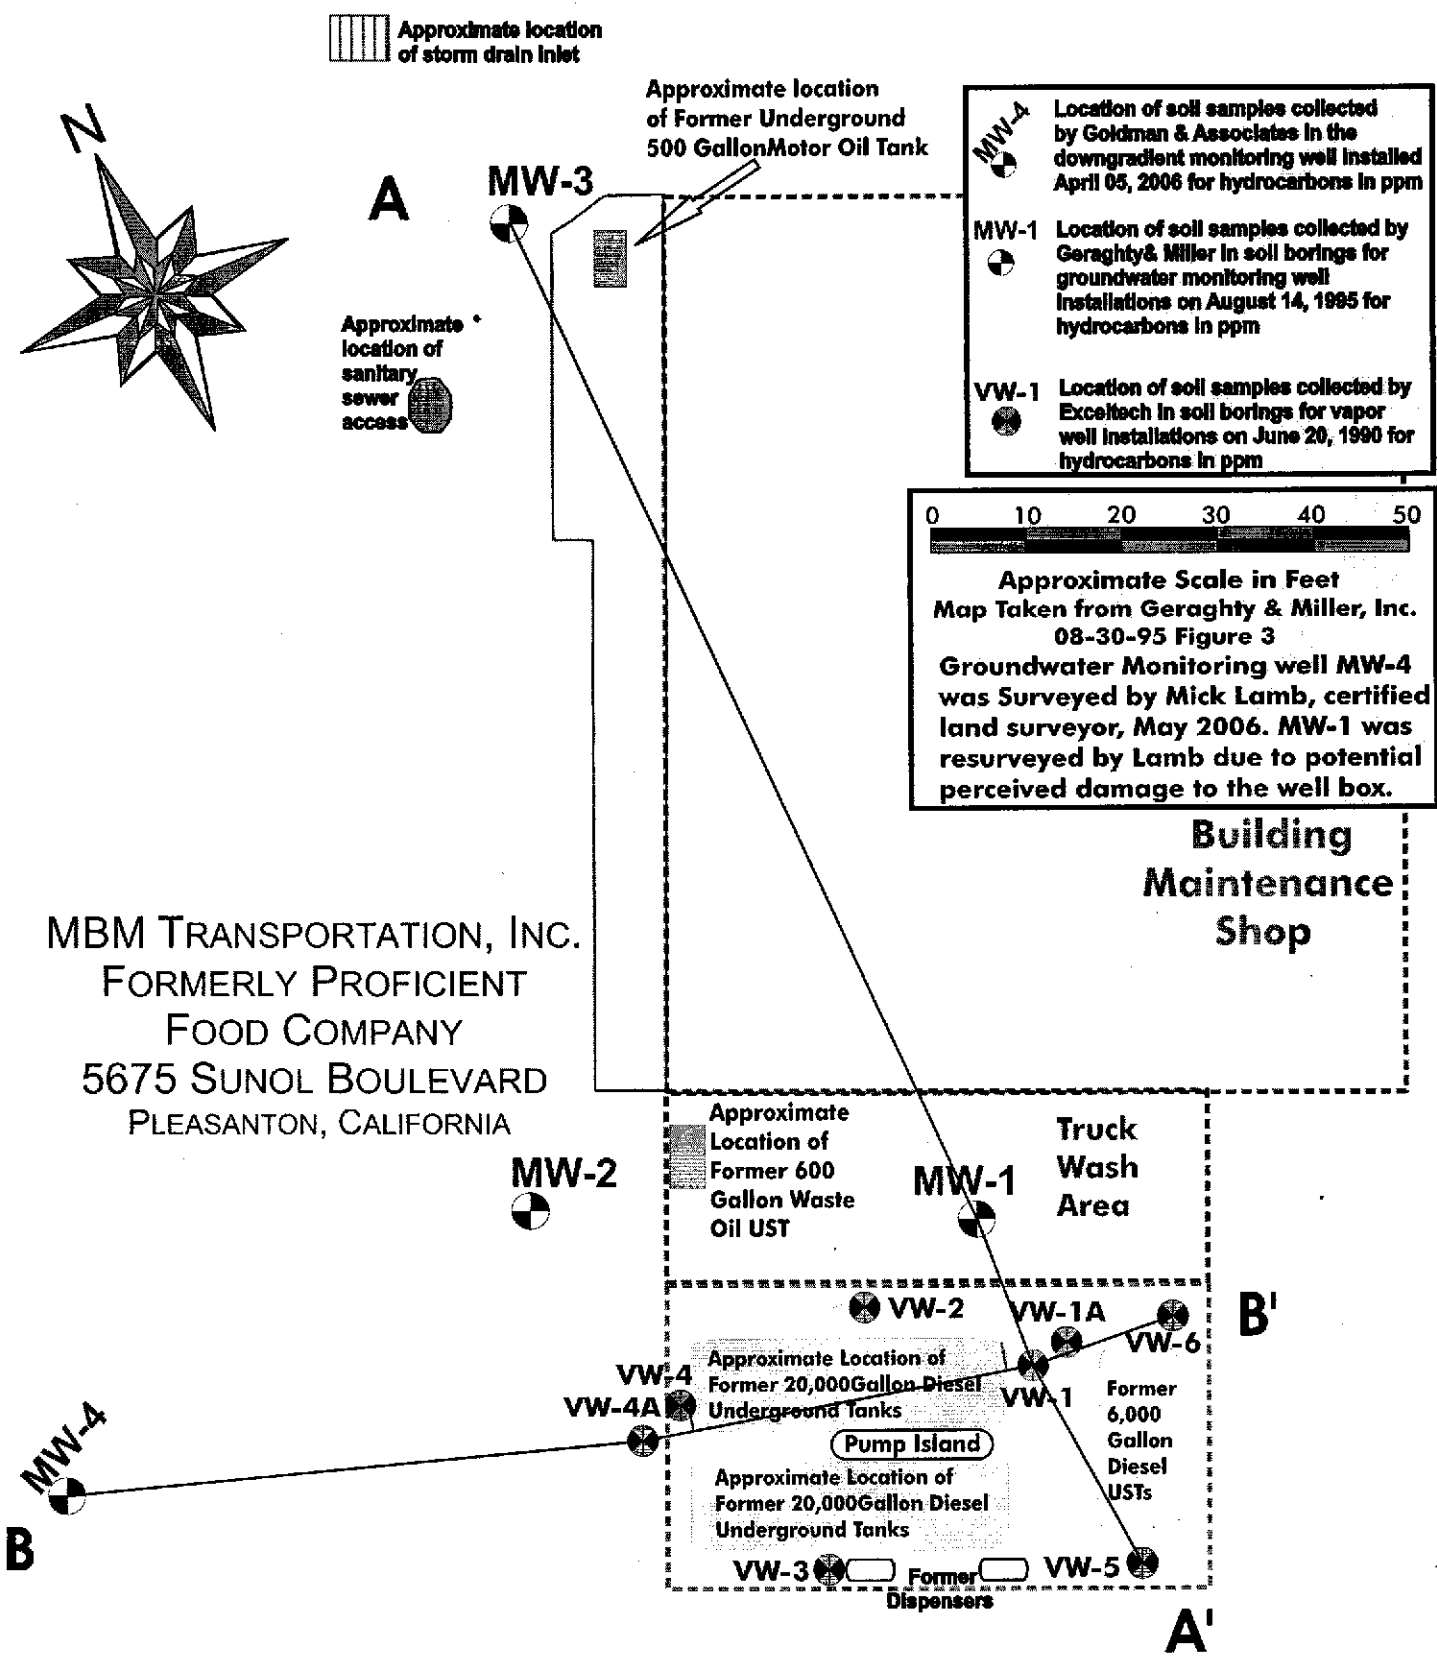 Approximate location
of storm drain inlet
N
Approximate location
of Former Underground
500 GallonMotor Oil Tank
A
MW-3
MW-4
Location of soil samples collected
by Goldman & Associates in the
downgradient monitoring well installed
April 05, 2006 for hydrocarbons in ppm
MW-1
Location of soil samples collected by
Geraghty& Miller in soil borings for
groundwater monitoring well
installations on August 14, 1995 for
hydrocarbons in ppm
VW-1
Location of soil samples collected by
Exceltech in soil borings for vapor
well installations on June 20, 1990 for
hydrocarbons in ppm
Approximate
location of
sanitary
sewer
access
0 10 20 30 40 50
Approximate Scale in Feet
Map Taken from Geraghty & Miller, Inc.
08-30-95 Figure 3
Groundwater Monitoring well MW-4
was Surveyed by Mick Lamb, certified
land surveyor, May 2006. MW-1 was
resurveyed by Lamb due to potential
perceived damage to the well box.
Building
Maintenance
Shop
MBM TRANSPORTATION, INC.
FORMERLY PROFICIENT
FOOD COMPANY
5675 SUNOL BOULEVARD
PLEASANTON, CALIFORNIA
Approximate
Location of
Former 600
Gallon Waste
Oil UST
Truck
Wash
Area
MW-2
MW-1
VW-2
VW-1A
VW-6
B'
VW-4
VW-4A
Approximate Location of
Former 20,000Gallon Diesel
Underground Tanks
VW-1
Former
6,000
Gallon
Diesel
USTs
Pump Island
MW-4
B
Approximate Location of
Former 20,000Gallon Diesel
Underground Tanks
VW-3
Former
Dispensers
VW-5
A'